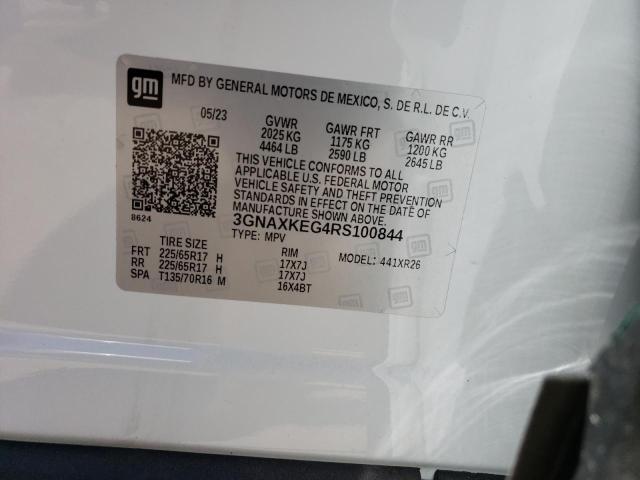 gm
MFD BY GENERAL MOTORS DE MEXICO, S. DE R.L. DE C.V.
05/23 GVWR GAWR FRT GAWR RR
2025 KG 1175 KG 1200 KG
4464 LB 2590 LB 2645 LB
THIS VEHICLE CONFORMS TO ALL
APPLICABLE U.S. FEDERAL MOTOR
VEHICLE SAFETY AND THEFT PREVENTION
STANDARDS IN EFFECT ON THE DATE OF
MANUFACTURE SHOWN ABOVE.
8624
3GNAXKEG4RS100844
TYPE: MPV
TIRE SIZE RIM MODEL: 441XR26
FRT 225/65R17 H 17X7J
RR 225/65R17 H 17X7J
SPA T135/70R16 M 16X4BT